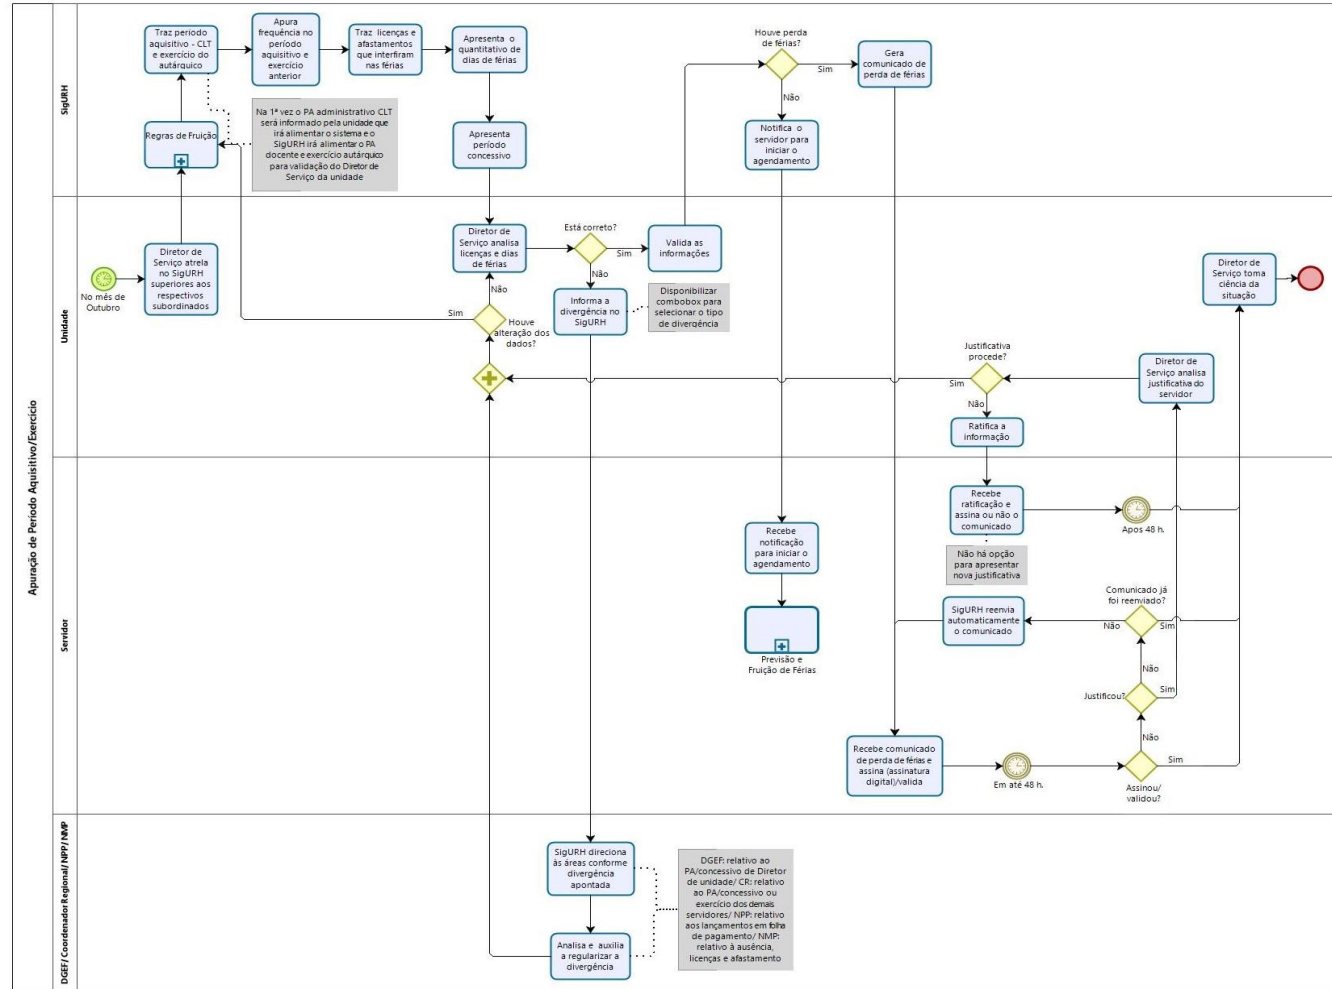 Apuração de Período Aquisitivo/Exercício
SigURH
Traz período
aquisitivo - CLT
e exercício do
autárquico
Apura
frequência no
período
aquisitivo e
exercício
anterior
Traz licenças e
afastamentos
que interfiram
nas férias
Apresenta o
quantitativo de
dias de férias
Houve perda
de férias?
Sim
Não
Gera
comunicado de
perda de férias
Regras de Fruição
Na 1ª vez o PA administrativo CLT
será informado pela unidade que
irá alimentar o sistema e o
SigURH irá alimentar o PA
docente e exercício autárquico
para validação do Diretor de
Serviço da unidade
Apresenta
período
concessivo
Notifica o
servidor para
iniciar o
agendamento
Unidade
No mês de
Outubro
Diretor de
Serviço atrela
no SigURH
superiores aos
respectivos
subordinados
Diretor de
Serviço analisa
licenças e dias
de férias
Está correto?
Sim
Não
Valida as
informações
Diretor de
Serviço toma
ciência da
situação
Informa a
divergência no
SigURH
Disponibilizar
combobox para
selecionar o tipo
de divergência
Não
Sim
Houve
alteração dos
dados?
Justificativa
procede?
Sim
Não
Diretor de
Serviço analisa
justificativa do
servidor
Ratifica a
informação
Servidor
Recebe
ratificação e
assina ou não o
comunicado
Apos 48 h.
Não há opção
para apresentar
nova justificativa
Recebe
notificação
para iniciar o
agendamento
Previsão e
Fruição de Férias
SigURH reenvia
automaticamente
o comunicado
Comunicado já
foi reenviado?
Não
Sim
Não
Justificou?
Sim
Não
Recebe comunicado
de perda de férias e
assina (assinatura
digital)/valida
Em até 48 h.
Sim
Assinou/
validou?
DGEF/ Coordenador Regional/ NPP/ NMP
SigURH direciona
às áreas conforme
divergência
apontada
Analisa e auxilia
a regularizar a
divergência
DGEF: relativo ao
PA/concessivo de Diretor
de unidade/ CR: relativo
ao PA/concessivo ou
exercício dos demais
servidores/ NPP: relativo
aos lançamentos em folha
de pagamento/ NMP:
relativo à ausência,
licenças e afastamento